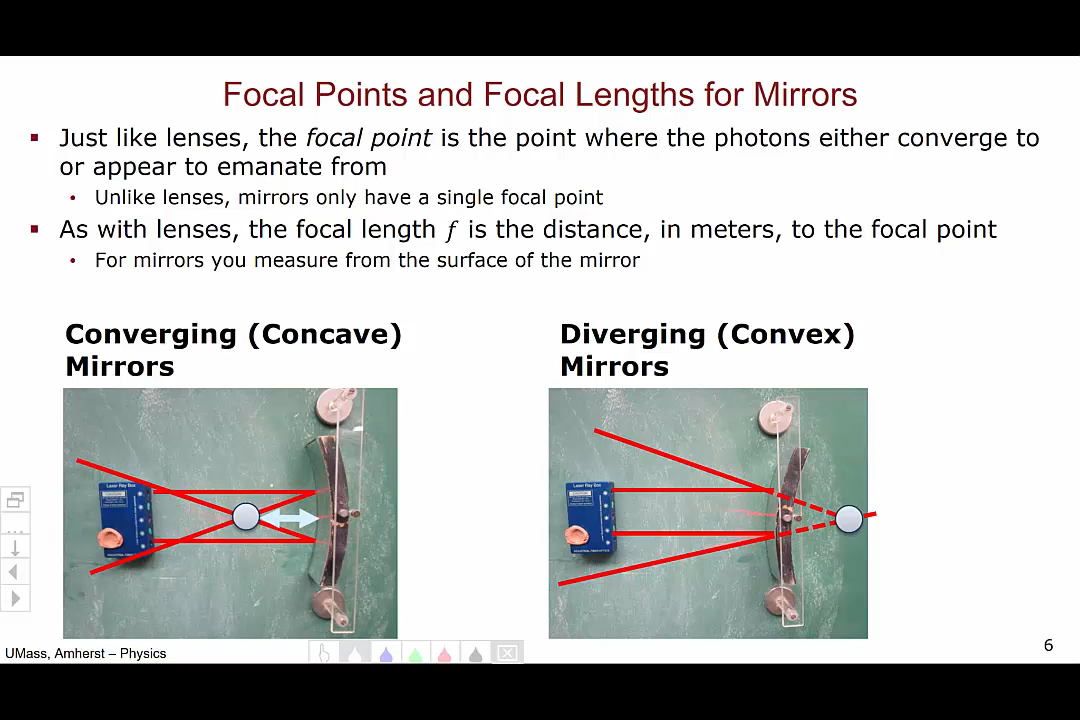 Focal Points and Focal Lengths for Mirrors
▪ Just like lenses, the focal point is the point where the photons either converge to
or appear to emanate from
• Unlike lenses, mirrors only have a single focal point
▪ As with lenses, the focal length f is the distance, in meters, to the focal point
• For mirrors you measure from the surface of the mirror
Converging (Concave)
Mirrors
Diverging (Convex)
Mirrors
Laser Ray Box
Laser Ray Box
UMass, Amherst – Physics
6